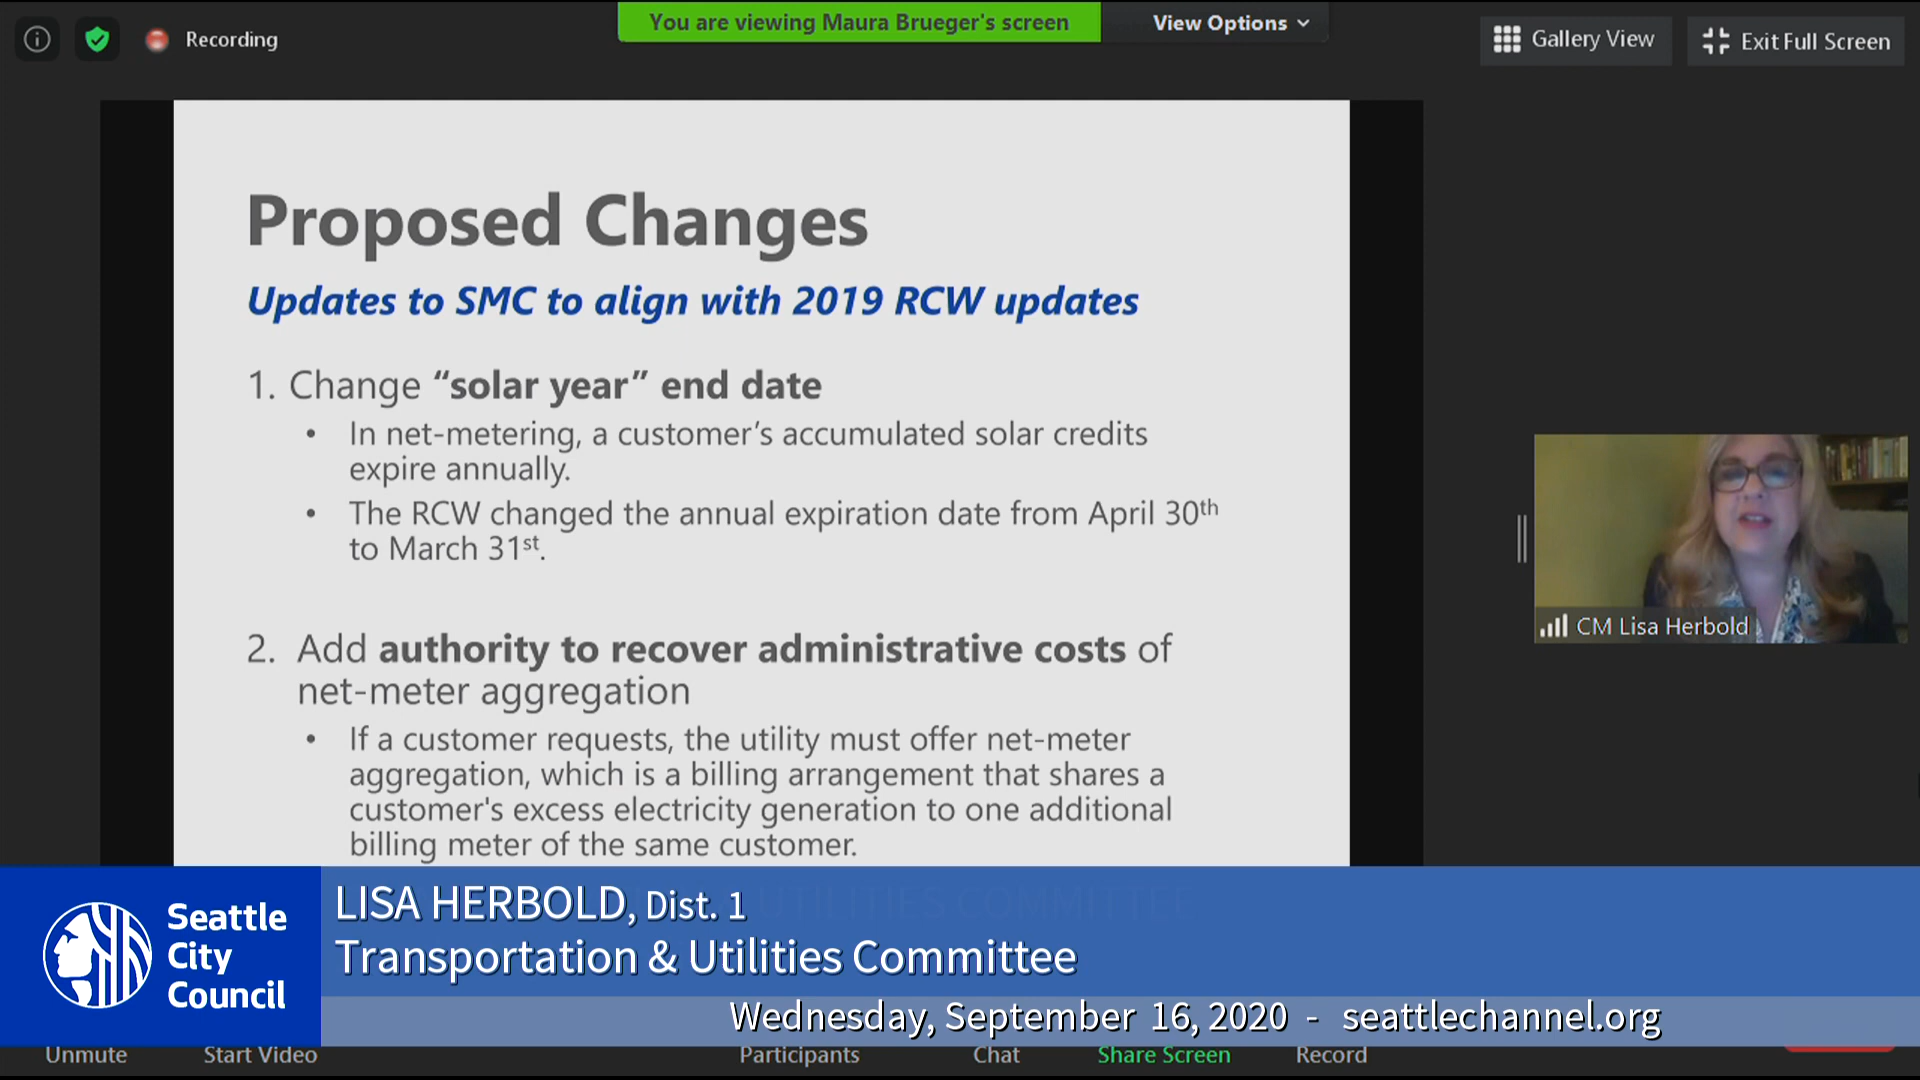 Recording
You are viewing Maura Brueger's screen
View Options
Gallery View
Exit Full Screen
Proposed Changes
Updates to SMC to align with 2019 RCW updates
1. Change “solar year” end date
• In net-metering, a customer’s accumulated solar credits
expire annually.
• The RCW changed the annual expiration date from April 30th
to March 31st.
2. Add authority to recover administrative costs of
net-meter aggregation
• If a customer requests, the utility must offer net-meter
aggregation, which is a billing arrangement that shares a
customer's excess electricity generation to one additional
billing meter of the same customer.
CM Lisa Herbold
Seattle
City
Council
LISA HERBOLD, Dist. 1
UTILITIES COMMITTEE
Transportation & Utilities Committee
Wednesday, September 16, 2020 - seattlechannel.org
Unmute
Start Video
Participants
Chat
Share Screen
Record